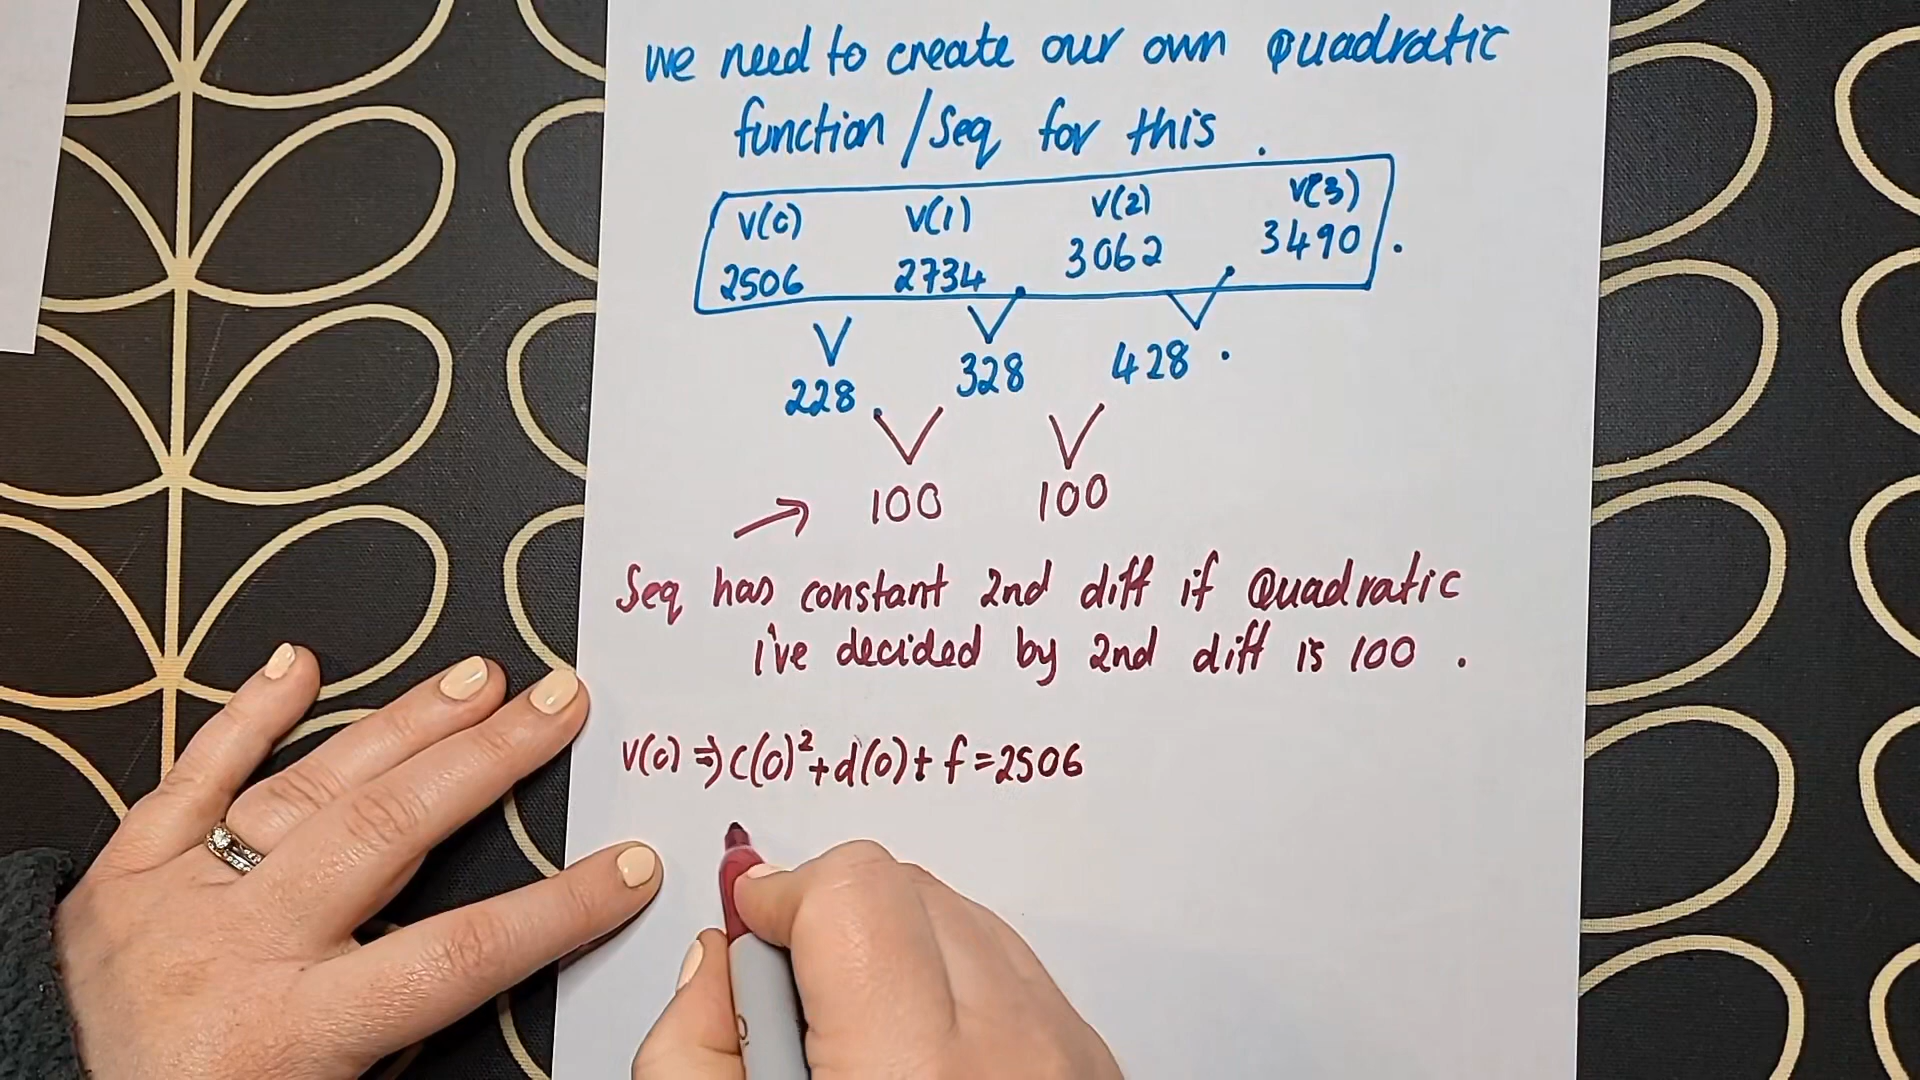 we need to create our own Quadratic
function / Seq for this .
v(0) v(1) v(2) v(3)
2506 2734 3062 3490 .
228 328 428 .
100 100
Seq has constant 2nd diff if Quadratic
i've decided by 2nd diff is 100 .
v(0) ⇒ c(0)²+d(0)+f=2506